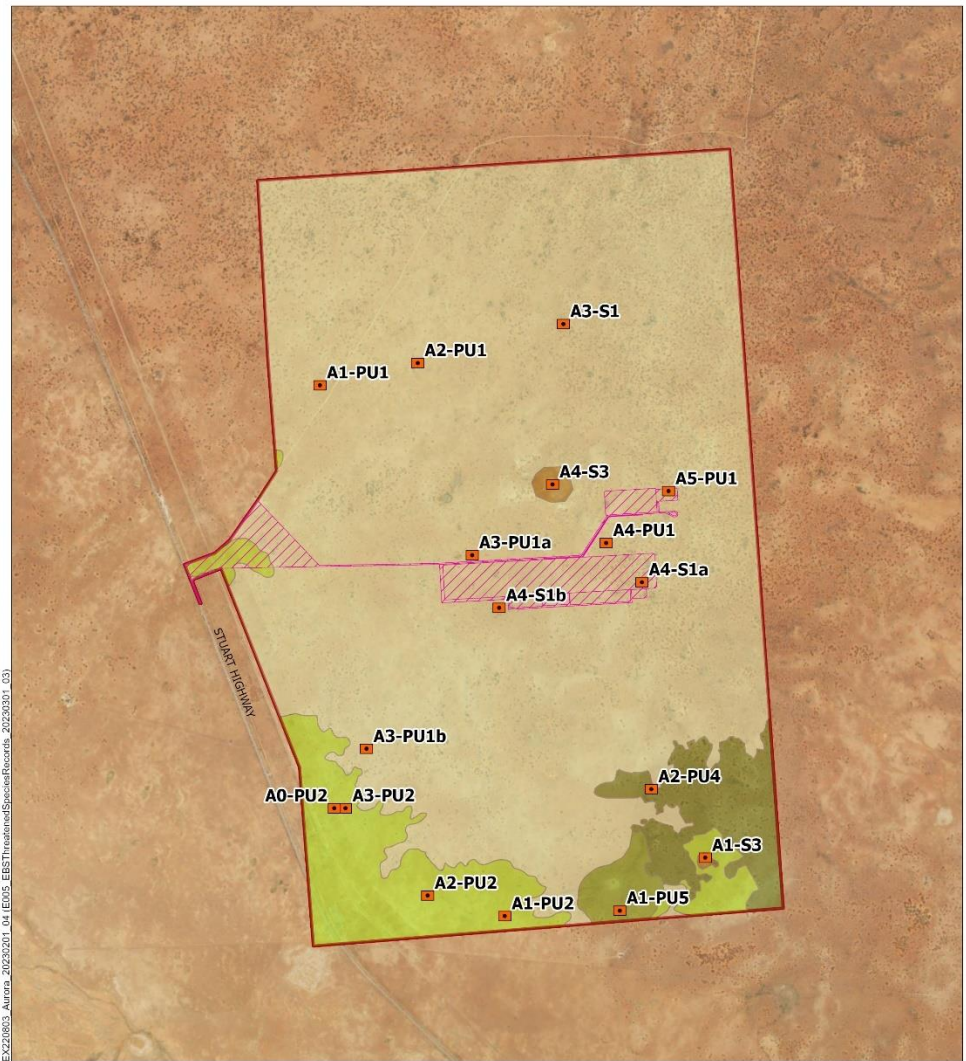 A3-S1
A2-PU1
A1-PU1
A4-S3
A5-PU1
A4-PU1
A3-PU1a
A4-S1a
A4-S1b
STUART HIGHWAY
A3-PU1b
A2-PU4
A0-PU2
A3-PU2
A1-S3
A2-PU2
A1-PU5
A1-PU2
EX220803_Aurora_20230201_04 (E005_EBSThreatenedSpeciesRecords_20230301_03)